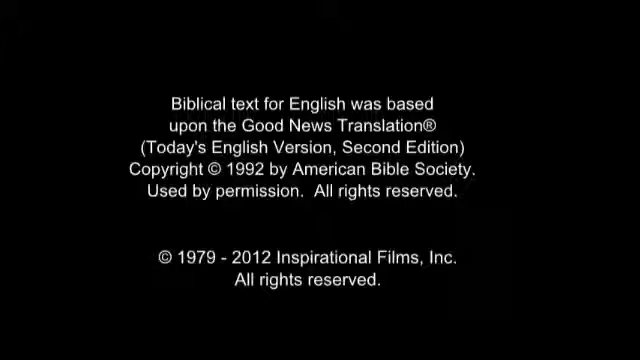 Biblical text for English was based
upon the Good News Translation®
(Today's English Version, Second Edition)
Copyright © 1992 by American Bible Society.
Used by permission.  All rights reserved.
© 1979 - 2012 Inspirational Films, Inc.
All rights reserved.